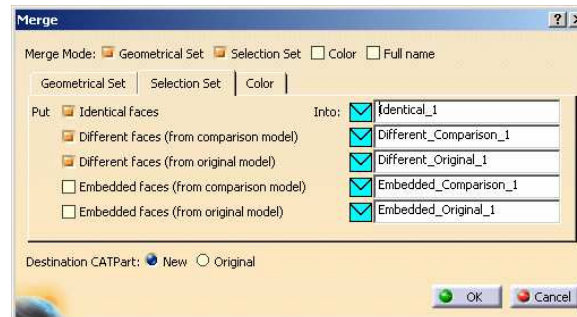 Merge
Merge Mode: Geometrical Set Selection Set Color Full name
Geometrical Set Selection Set Color
Put Identical faces Into: Identical_1
Different faces (from comparison model) Different_Comparison_1
Different faces (from original model) Different_Original_1
Embedded faces (from comparison model) Embedded_Comparison_1
Embedded faces (from original model) Embedded_Original_1
Destination CATPart: New Original
OK Cancel